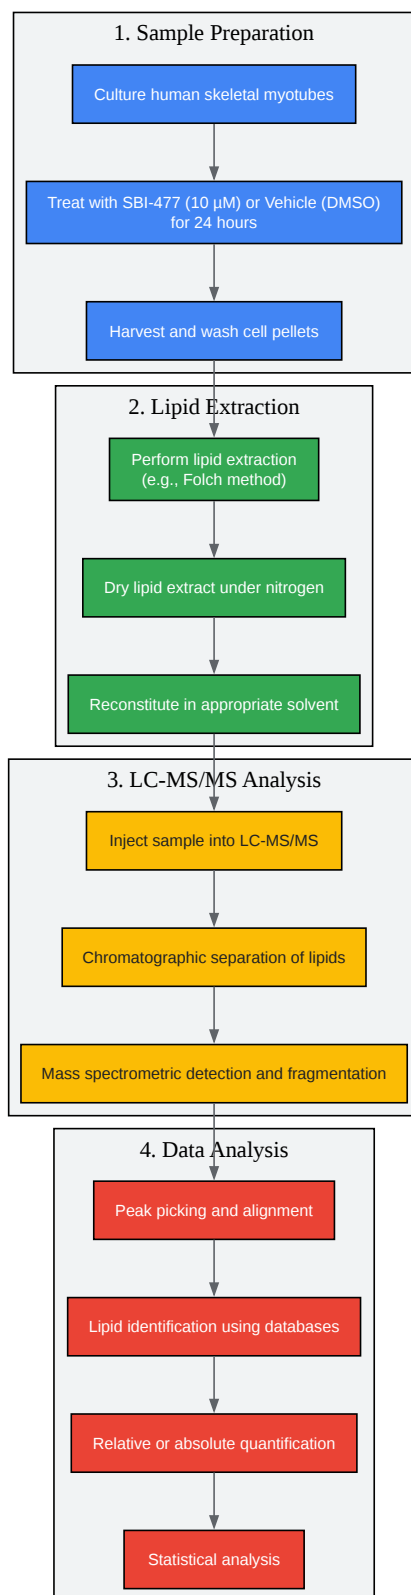 1. Sample Preparation
Culture human skeletal myotubes
Treat with SBI-477 (10 µM) or Vehicle (DMSO)
for 24 hours
Harvest and wash cell pellets
2. Lipid Extraction
Perform lipid extraction
(e.g., Folch method)
Dry lipid extract under nitrogen
Reconstitute in appropriate solvent
3. LC-MS/MS Analysis
Inject sample into LC-MS/MS
Chromatographic separation of lipids
Mass spectrometric detection and fragmentation
4. Data Analysis
Peak picking and alignment
Lipid identification using databases
Relative or absolute quantification
Statistical analysis